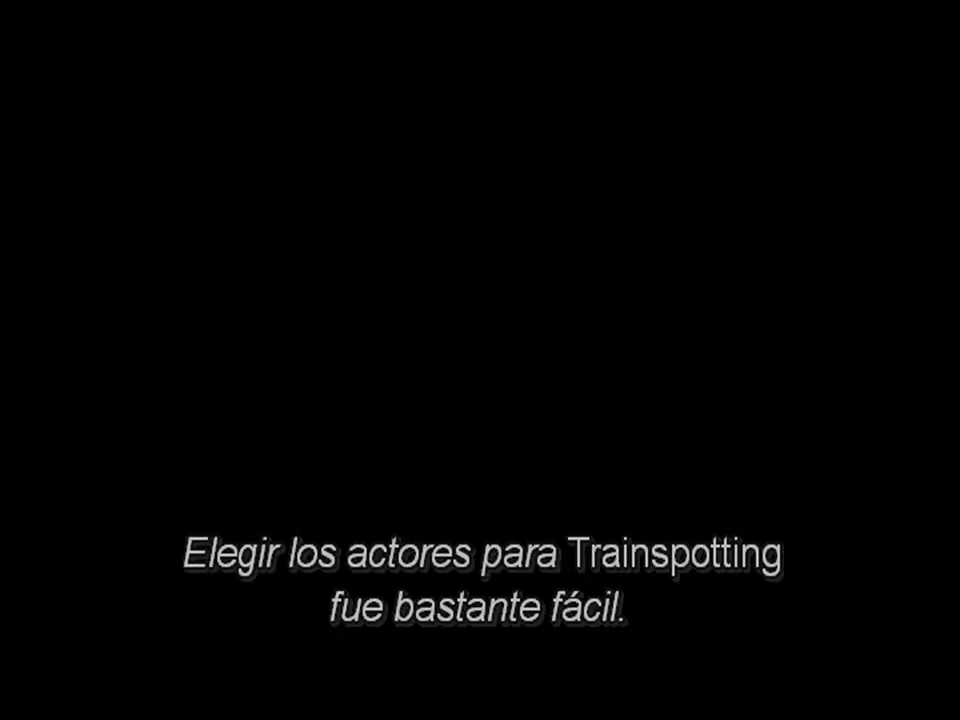 Elegir los actores para Trainspotting
fue bastante fácil.